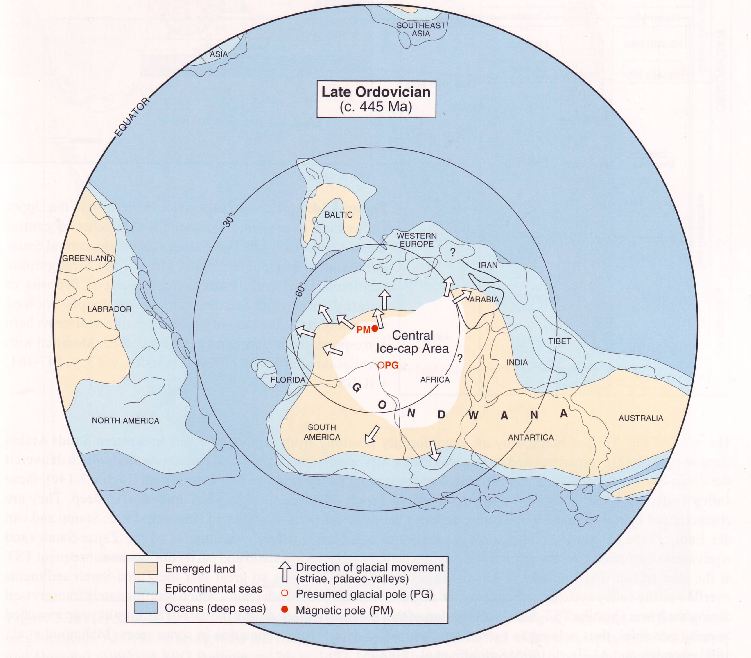 SOUTHEAST
ASIA
ASIA
Late Ordovician
(c. 445 Ma)
EQUATOR
30°
BALTIC
WESTERN
EUROPE
?
IRAN
GREENLAND
60°
ARABIA
LABRADOR
PM
Central
Ice-cap Area
TIBET
?
INDIA
PG
FLORIDA
AFRICA
GONDWANA
NORTH AMERICA
SOUTH
AMERICA
ANTARTICA
AUSTRALIA
Emerged land
Epicontinental seas
Oceans (deep seas)
Direction of glacial movement
(striae, palaeo-valleys)
Presumed glacial pole (PG)
Magnetic pole (PM)